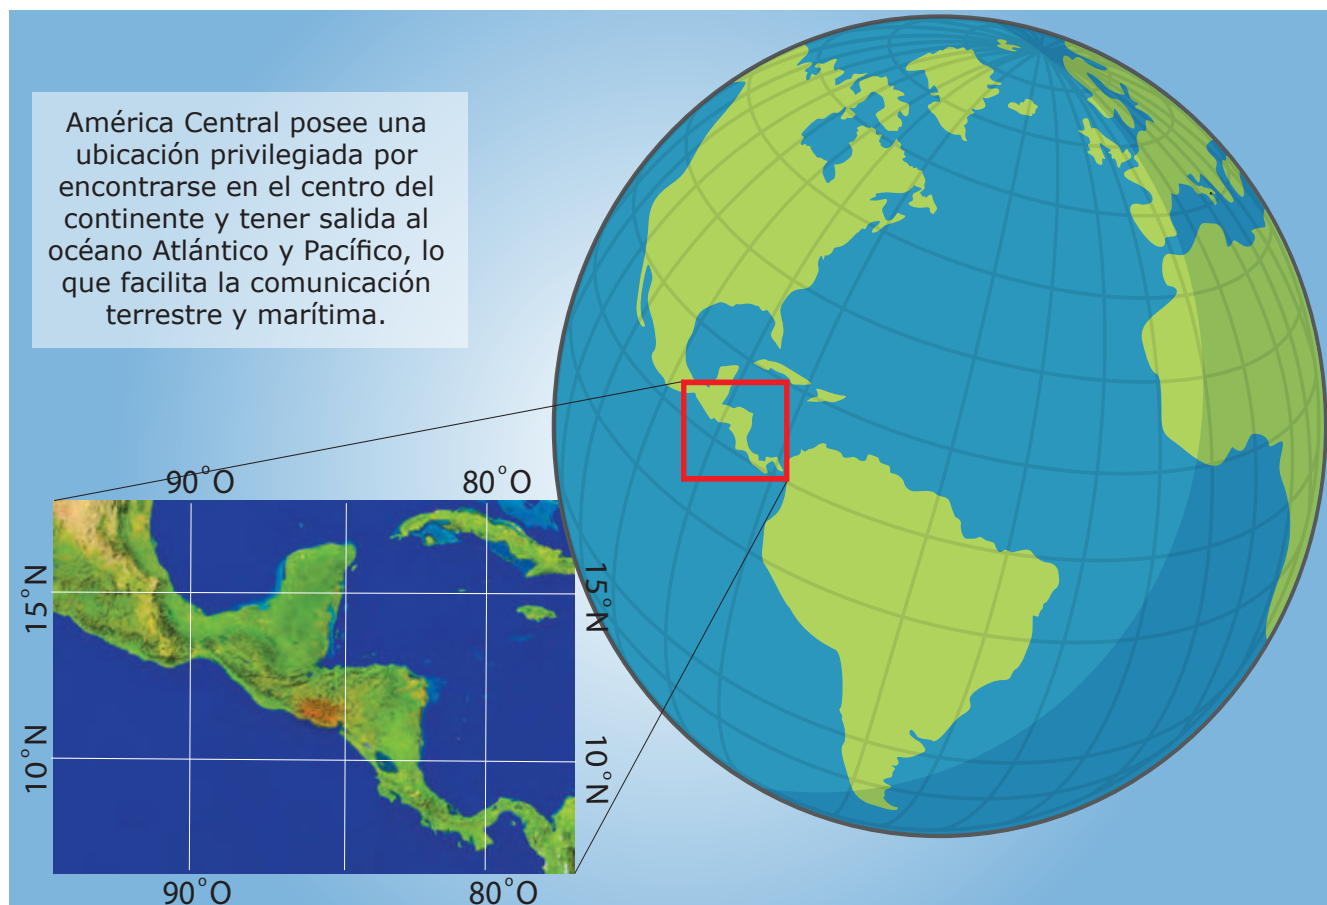 América Central posee una
ubicación privilegiada por
encontrarse en el centro del
continente y tener salida al
océano Atlántico y Pacífico, lo
que facilita la comunicación
terrestre y marítima.
90°O
80°O
15°N
15°N
10°N
10°N
90°O
80°O